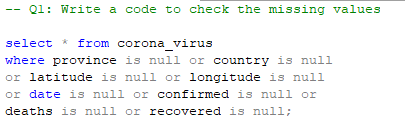 -- Q1: Write a code to check the missing values
select * from corona_virus
where province is null or country is null
or latitude is null or longitude is null
or date is null or confirmed is null or
deaths is null or recovered is null;